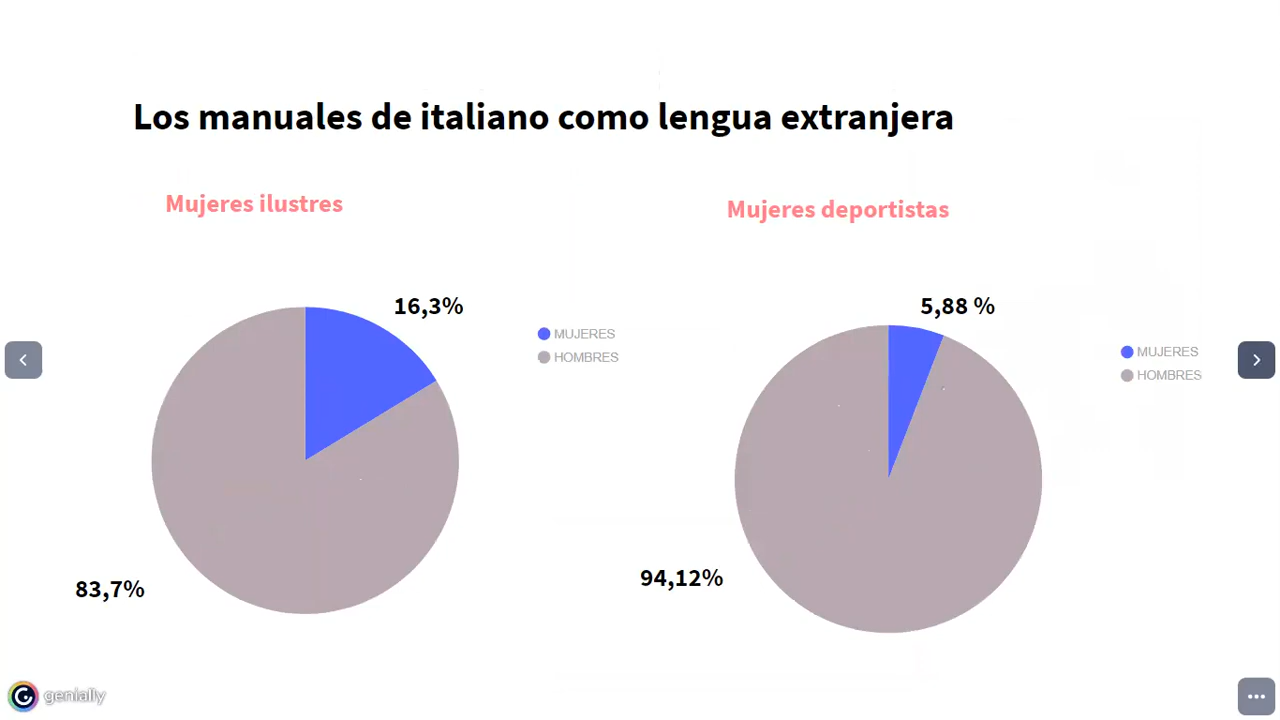 Los manuales de italiano como lengua extranjera
Mujeres ilustres
Mujeres deportistas
16,3%
MUJERES
HOMBRES
83,7%
5,88 %
MUJERES
HOMBRES
94,12%
genially